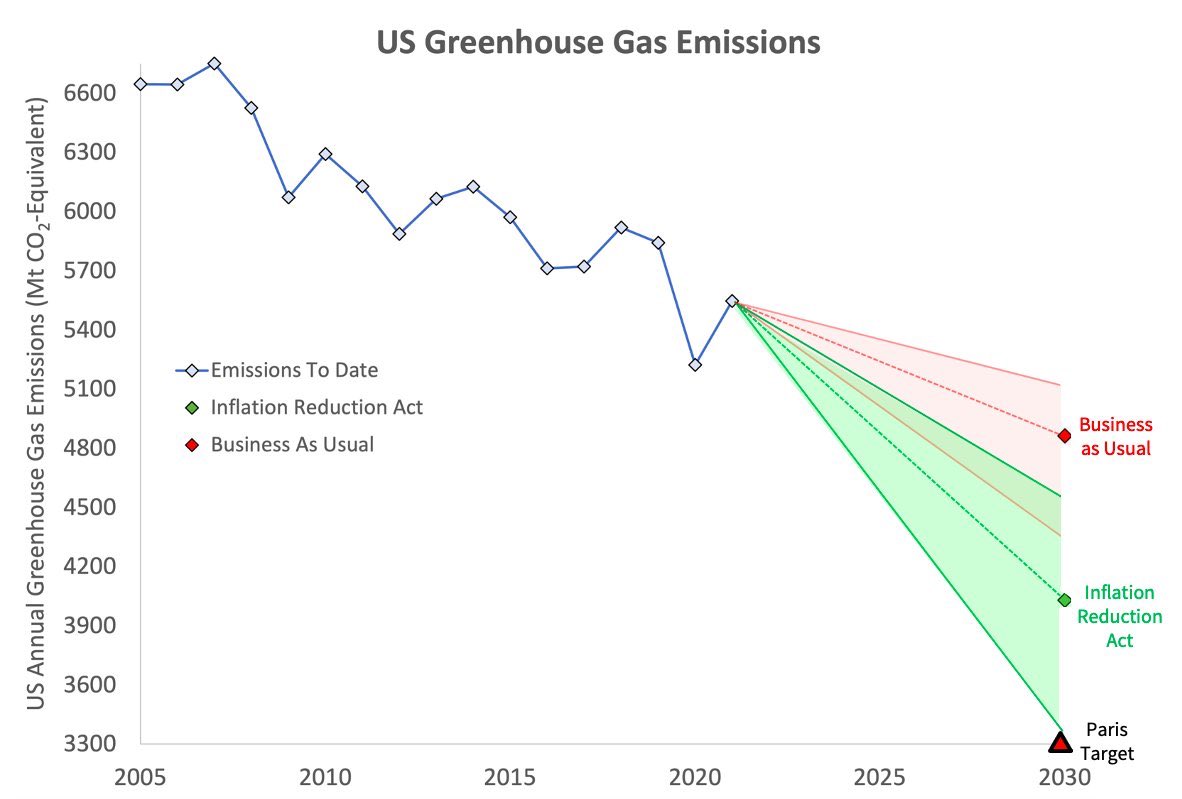 US Greenhouse Gas Emissions
US Annual Greenhouse Gas Emissions (Mt CO₂-Equivalent)
6600
6300
6000
5700
5400
5100
4800
4500
4200
3900
3600
3300
Emissions To Date
Inflation Reduction Act
Business As Usual
Business
as Usual
Inflation
Reduction
Act
Paris
Target
2005
2010
2015
2020
2025
2030